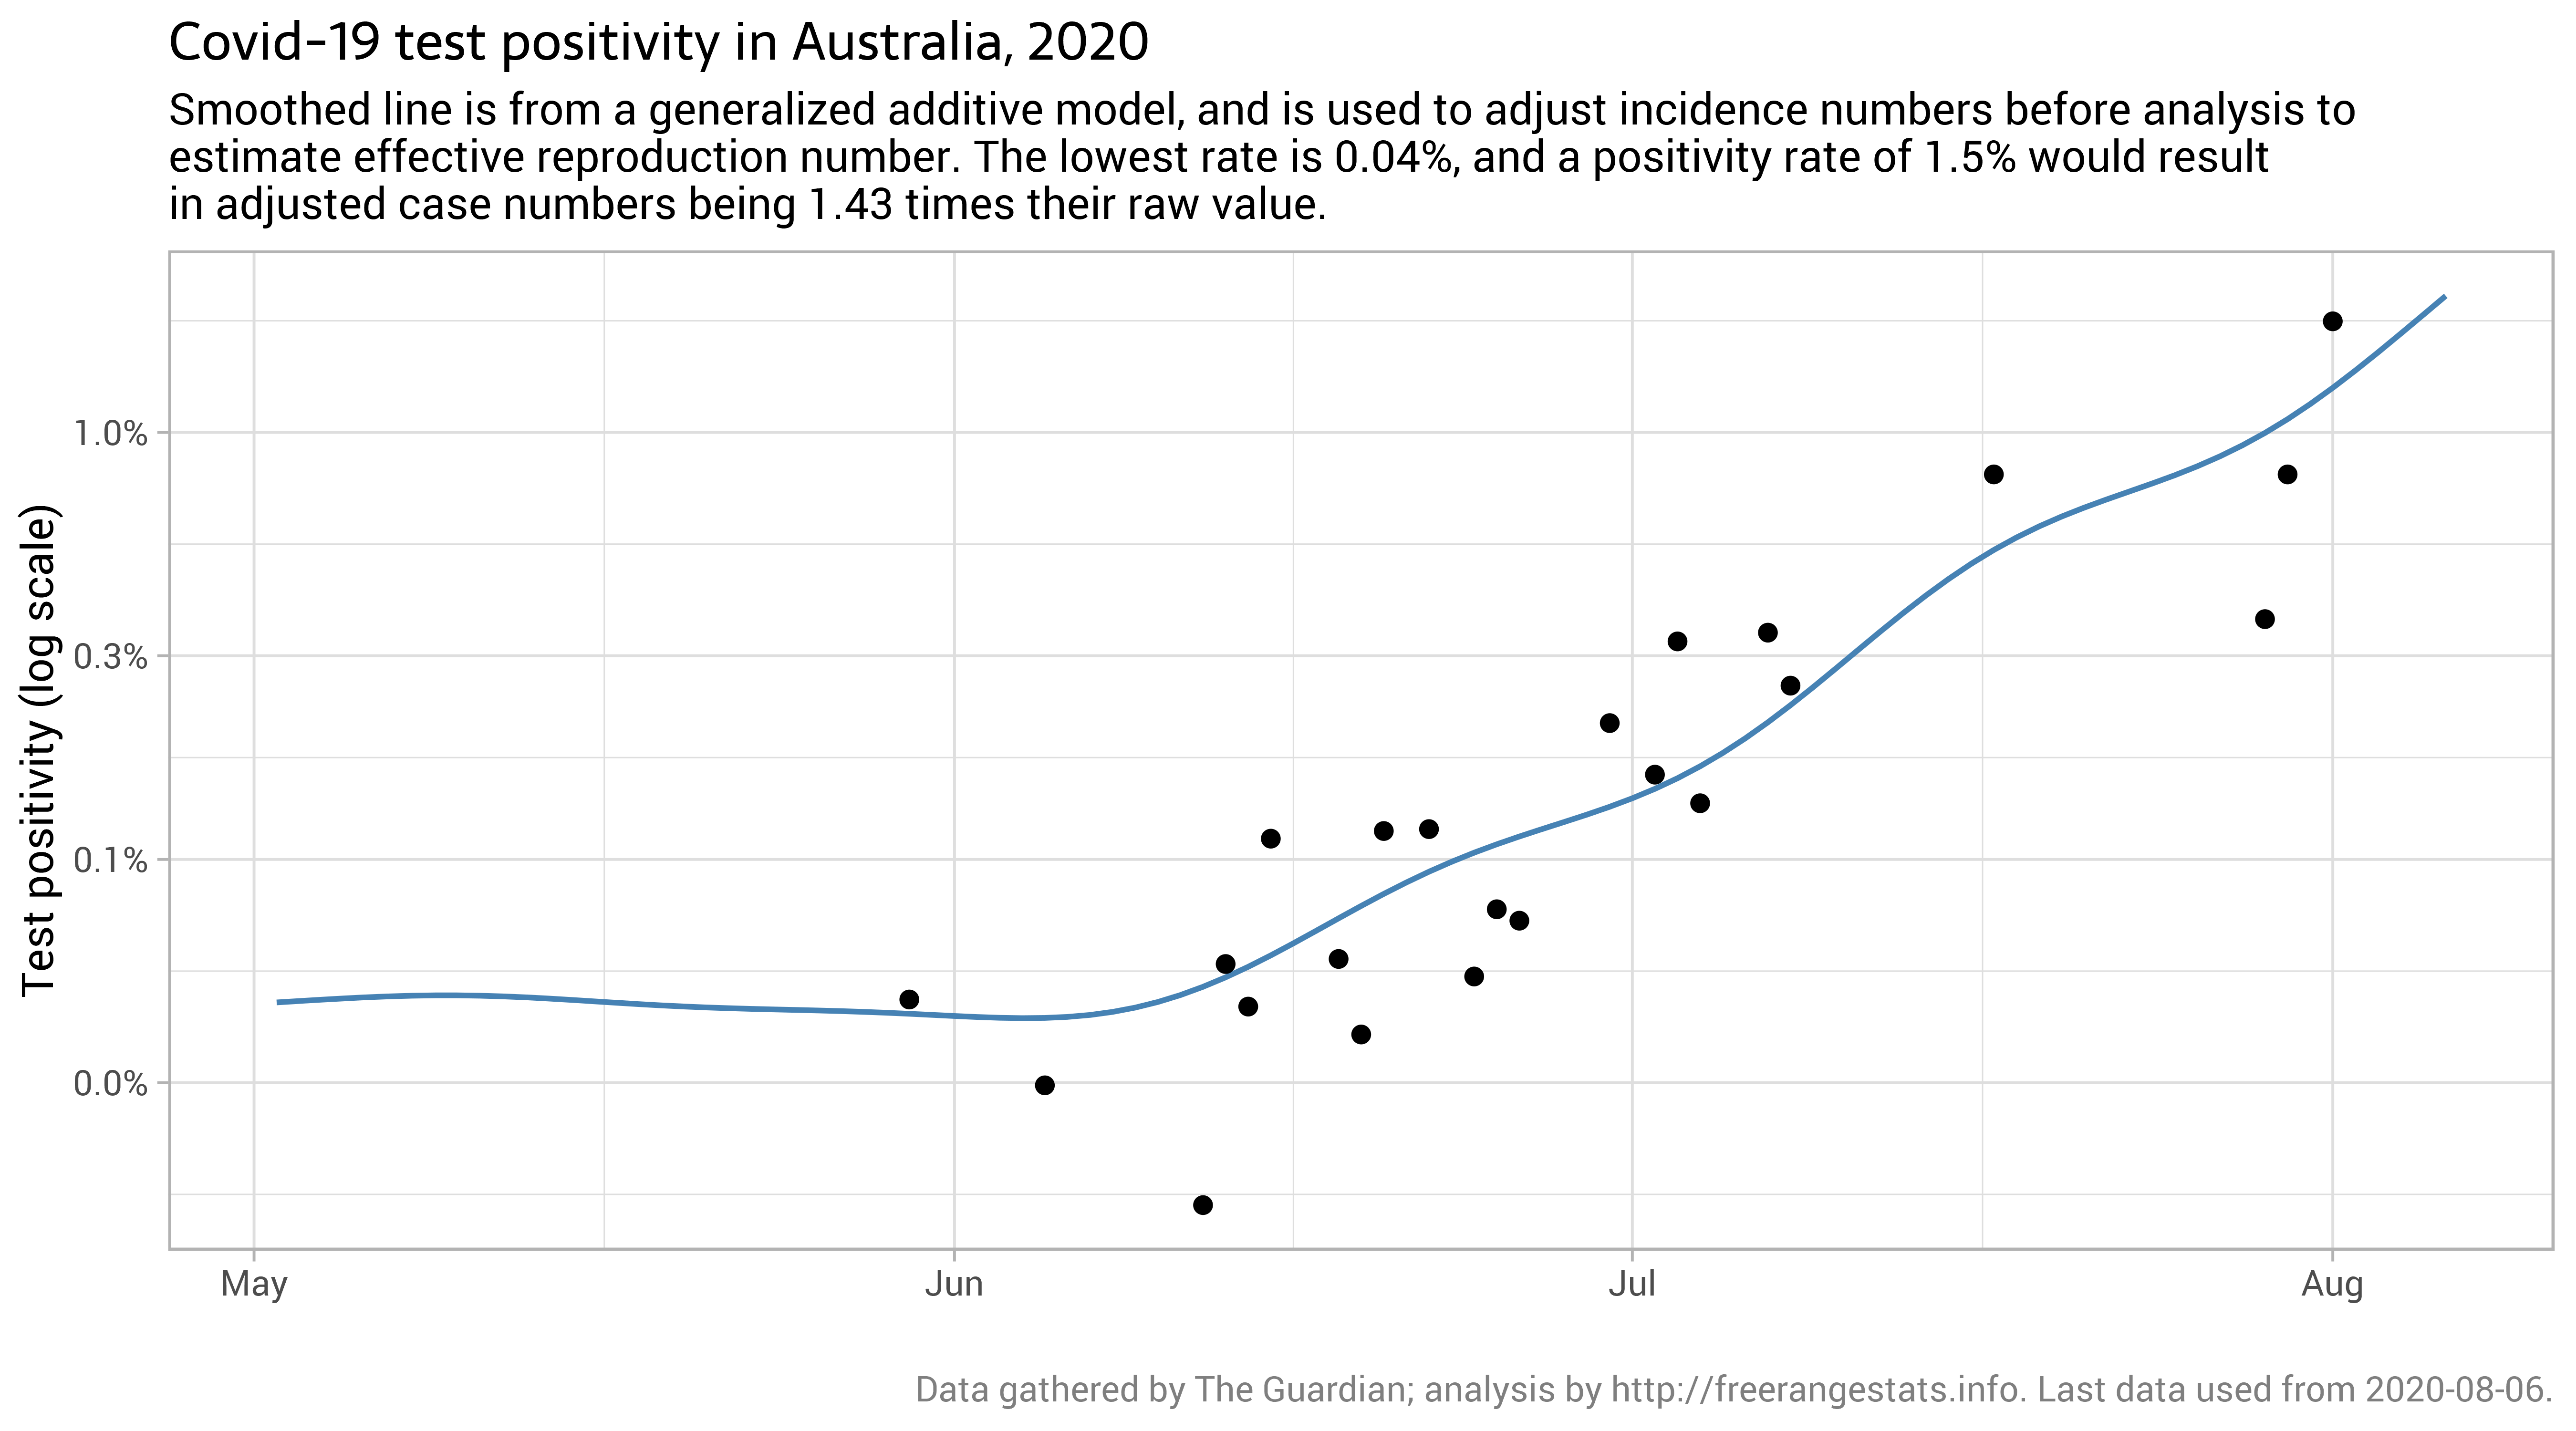 Covid-19 test positivity in Australia, 2020
Smoothed line is from a generalized additive model, and is used to adjust incidence numbers before analysis to
estimate effective reproduction number. The lowest rate is 0.04%, and a positivity rate of 1.5% would result
in adjusted case numbers being 1.43 times their raw value.
Test positivity (log scale)
1.0%
0.3%
0.1%
0.0%
May
Jun
Jul
Aug
Data gathered by The Guardian; analysis by http://freerangestats.info. Last data used from 2020-08-06.